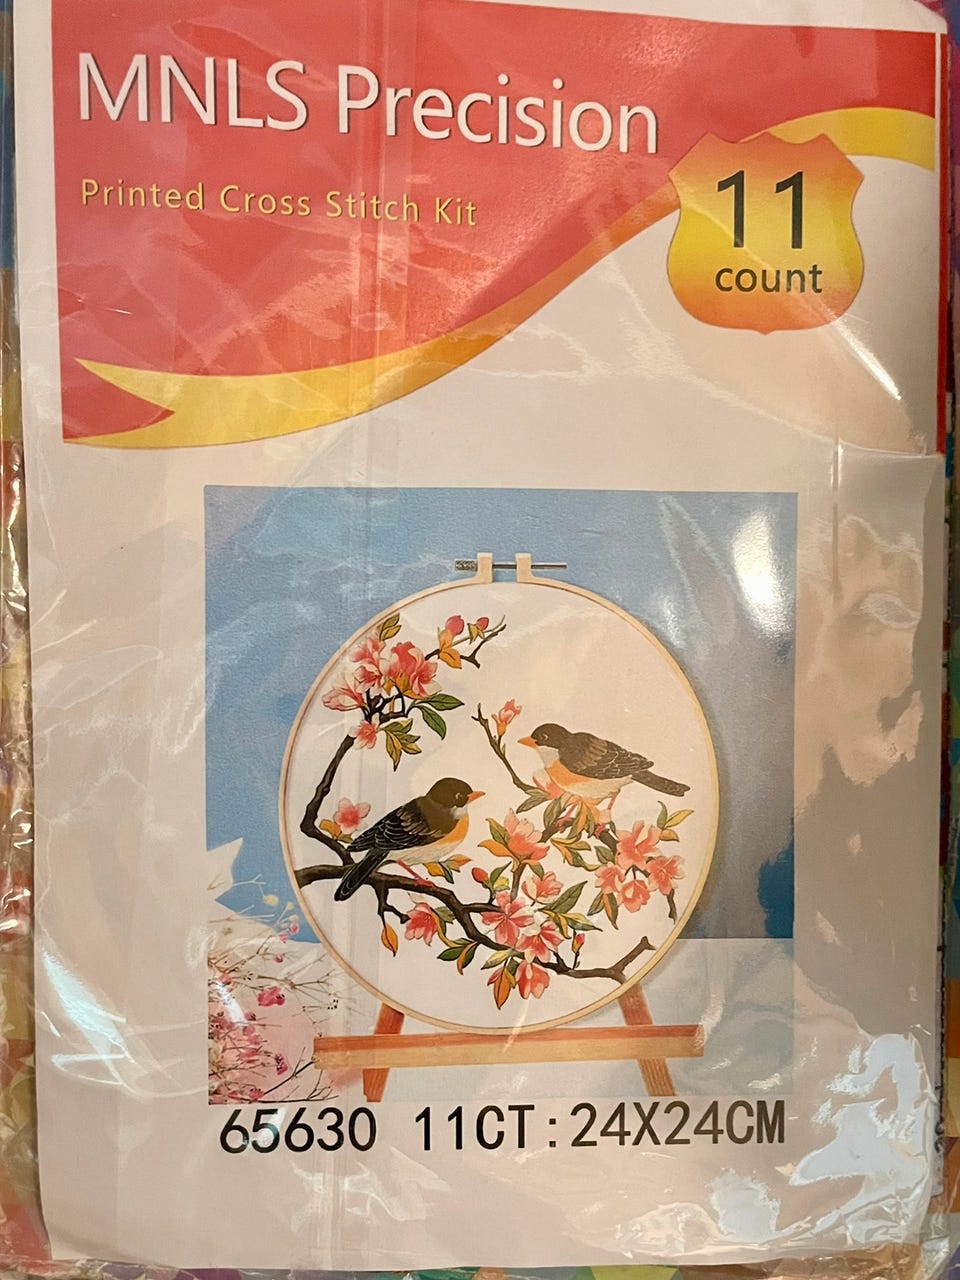 MNLS Precision
Printed Cross Stitch Kit
11
count
65630 11CT:24X24CM